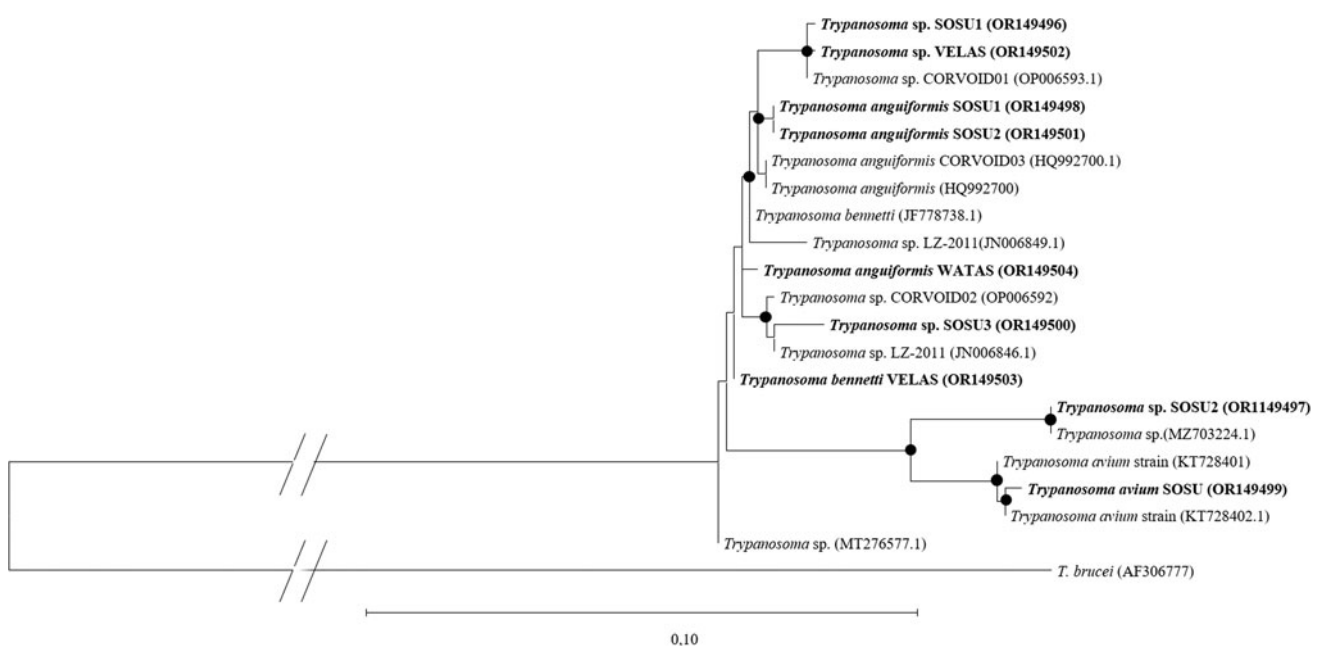 Trypanosoma sp. SOSU1 (OR149496)
Trypanosoma sp. VELAS (OR149502)
Trypanosoma sp. CORVOID01 (OP006593.1)
Trypanosoma anguiformis SOSU1 (OR149498)
Trypanosoma anguiformis SOSU2 (OR149501)
Trypanosoma anguiformis CORVOID03 (HQ992700.1)
Trypanosoma anguiformis (HQ992700)
Trypanosoma bennetti (JF778738.1)
Trypanosoma sp. LZ-2011(JN006849.1)
Trypanosoma anguiformis WATAS (OR149504)
Trypanosoma sp. CORVOID02 (OP006592)
Trypanosoma sp. SOSU3 (OR149500)
Trypanosoma sp. LZ-2011 (JN006846.1)
Trypanosoma bennetti VELAS (OR149503)
Trypanosoma sp. SOSU2 (OR1149497)
Trypanosoma sp.(MZ703224.1)
Trypanosoma avium strain (KT728401)
Trypanosoma avium SOSU (OR149499)
Trypanosoma avium strain (KT728402.1)
Trypanosoma sp. (MT276577.1)
T. brucei (AF306777)
0,10